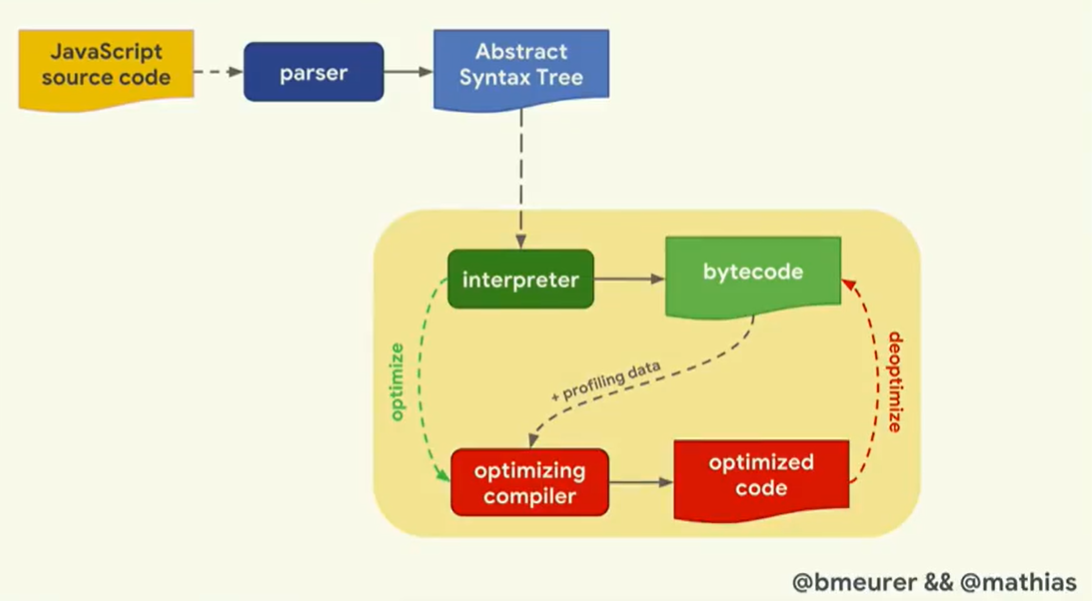 JavaScript
source code
parser
Abstract
Syntax Tree
interpreter
bytecode
optimize
+ profiling data
deoptimize
optimizing
compiler
optimized
code
@bmeurer && @mathias